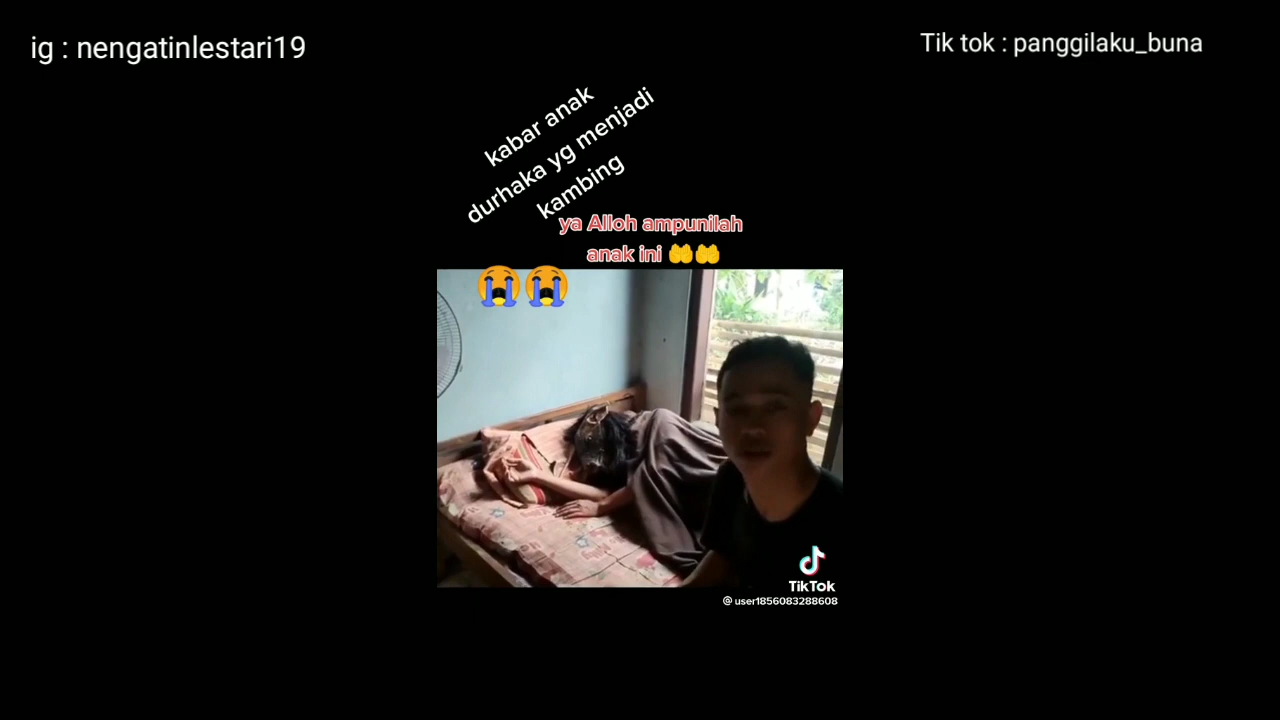 ig : nengatinlestari19
Tik tok : panggilaku_buna
kabar anak
durhaka yg menjadi
kambing
ya Alloh ampunilah
anak ini 🤲🤲
😭😭
TikTok
@ user1856083288608